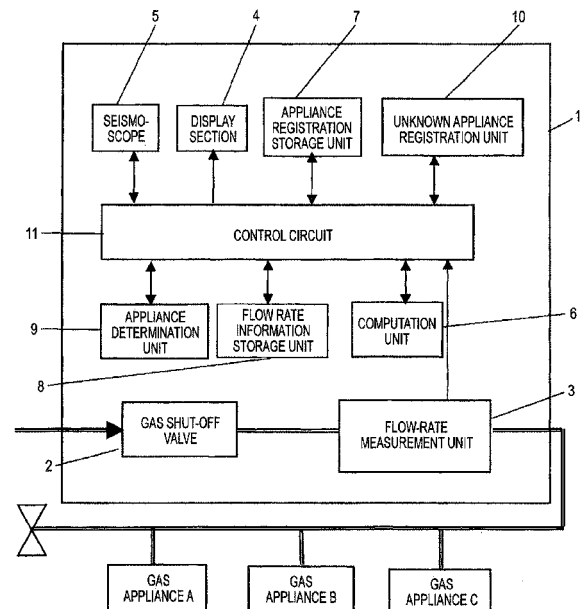 5
4
7
10
1
SEISMO-
SCOPE
DISPLAY
SECTION
APPLIANCE
REGISTRATION
STORAGE
UNIT
UNKNOWN APPLIANCE
REGISTRATION UNIT
11
CONTROL CIRCUIT
9
APPLIANCE
DETERMINATION
UNIT
FLOW RATE
INFORMATION
STORAGE UNIT
COMPUTATION
UNIT
6
8
3
2
GAS SHUT-OFF
VALVE
FLOW-RATE
MEASUREMENT UNIT
GAS
APPLIANCE A
GAS
APPLIANCE B
GAS
APPLIANCE C